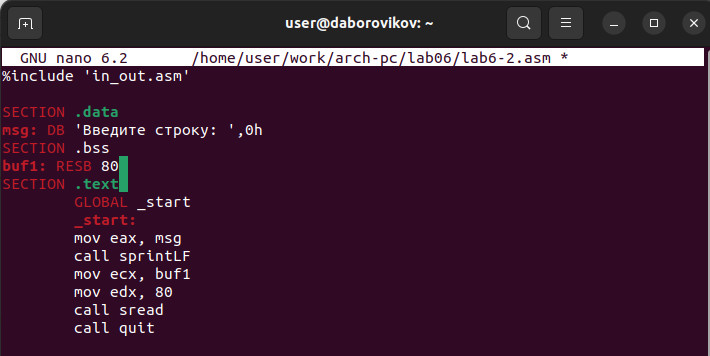 user@daborovikov: ~
GNU nano 6.2 /home/user/work/arch-pc/lab06/lab6-2.asm *
%include 'in_out.asm'
SECTION .data
msg: DB 'Введите строку: ',0h
SECTION .bss
buf1: RESB 80
SECTION .text
GLOBAL _start
_start:
mov eax, msg
call sprintLF
mov ecx, buf1
mov edx, 80
call sread
call quit